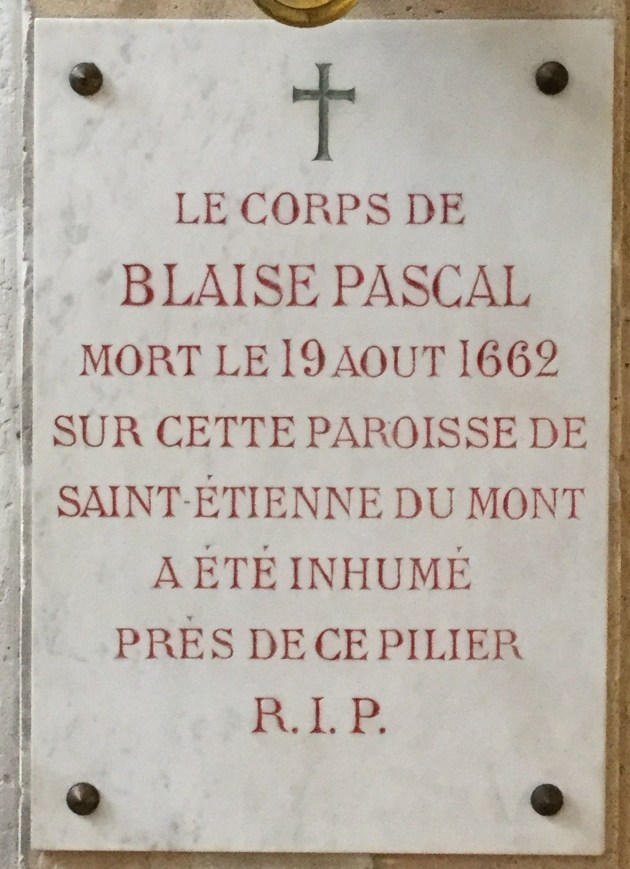 LE CORPS DE
BLAISE PASCAL
MORT LE 19 AOUT 1662
SUR CETTE PAROISSE DE
SAINT-ÉTIENNE DU MONT
A ÉTÉ INHUMÉ
PRÉS DE CE PILIER
R.I.P.